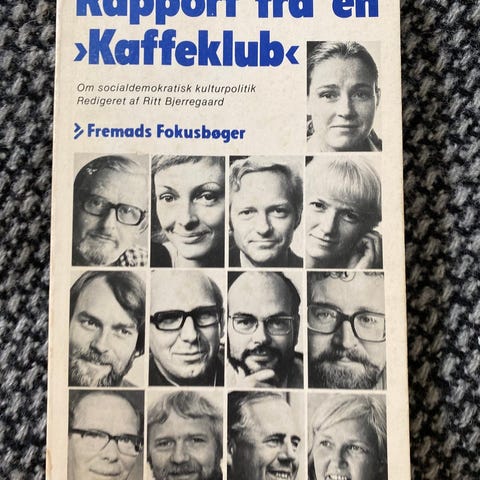 Rapport fra en
›Kaffeklub‹
Om socialdemokratisk kulturpolitik
Redigeret af Ritt Bjerregaard
Fremads Fokusbøger